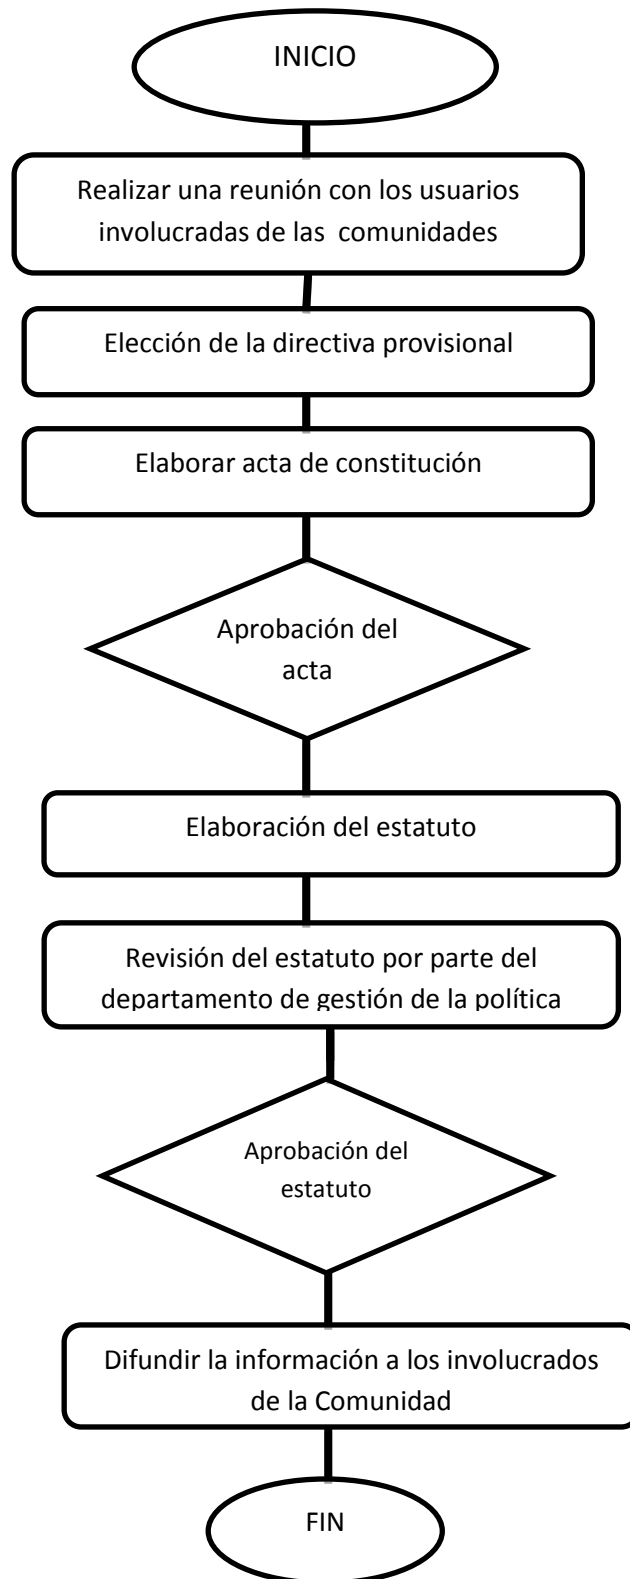 INICIO
Realizar una reunión con los usuarios
involucradas de las comunidades
Elección de la directiva provisional
Elaborar acta de constitución
Aprobación del
acta
Elaboración del estatuto
Revisión del estatuto por parte del
departamento de gestión de la política
Aprobación del
estatuto
Difundir la información a los involucrados
de la Comunidad
FIN